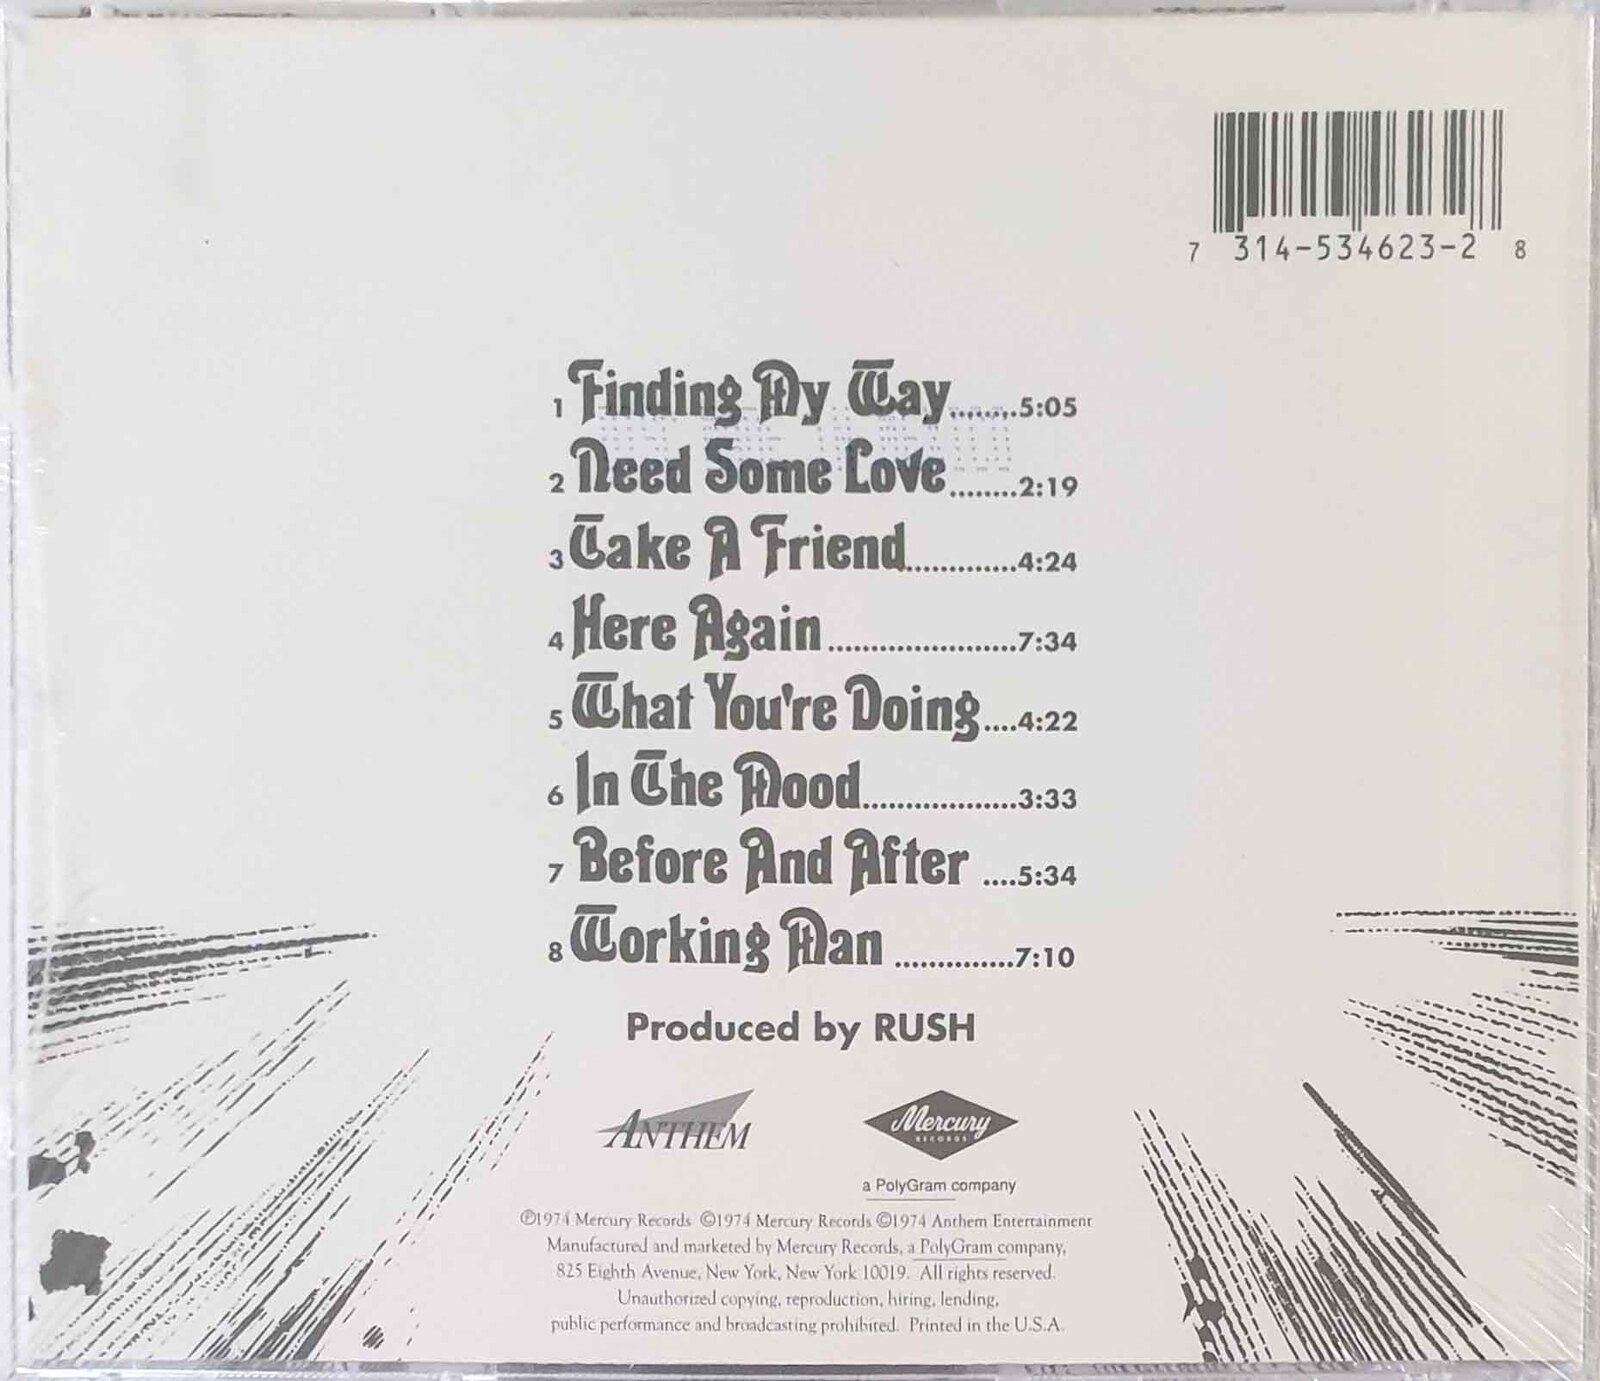 7 314-534623-2 8
1 Finding My Way.......5:05
2 Need Some Love........2:19
3 Take A Friend.............4:24
4 Here Again......................7:34
5 What You're Doing....4:22
6 In The Mood..................3:33
7 Before And After ....5:34
8 Working Man ..............7:10
Produced by RUSH
ANTHEM
Mercury
RECORDS
a PolyGram company
℗1974 Mercury Records ©1974 Mercury Records ©1974 Anthem Entertainment
Manufactured and marketed by Mercury Records, a PolyGram company,
825 Eighth Avenue, New York, New York 10019. All rights reserved.
Unauthorized copying, reproduction, hiring, lending,
public performance and broadcasting prohibited. Printed in the U.S.A.